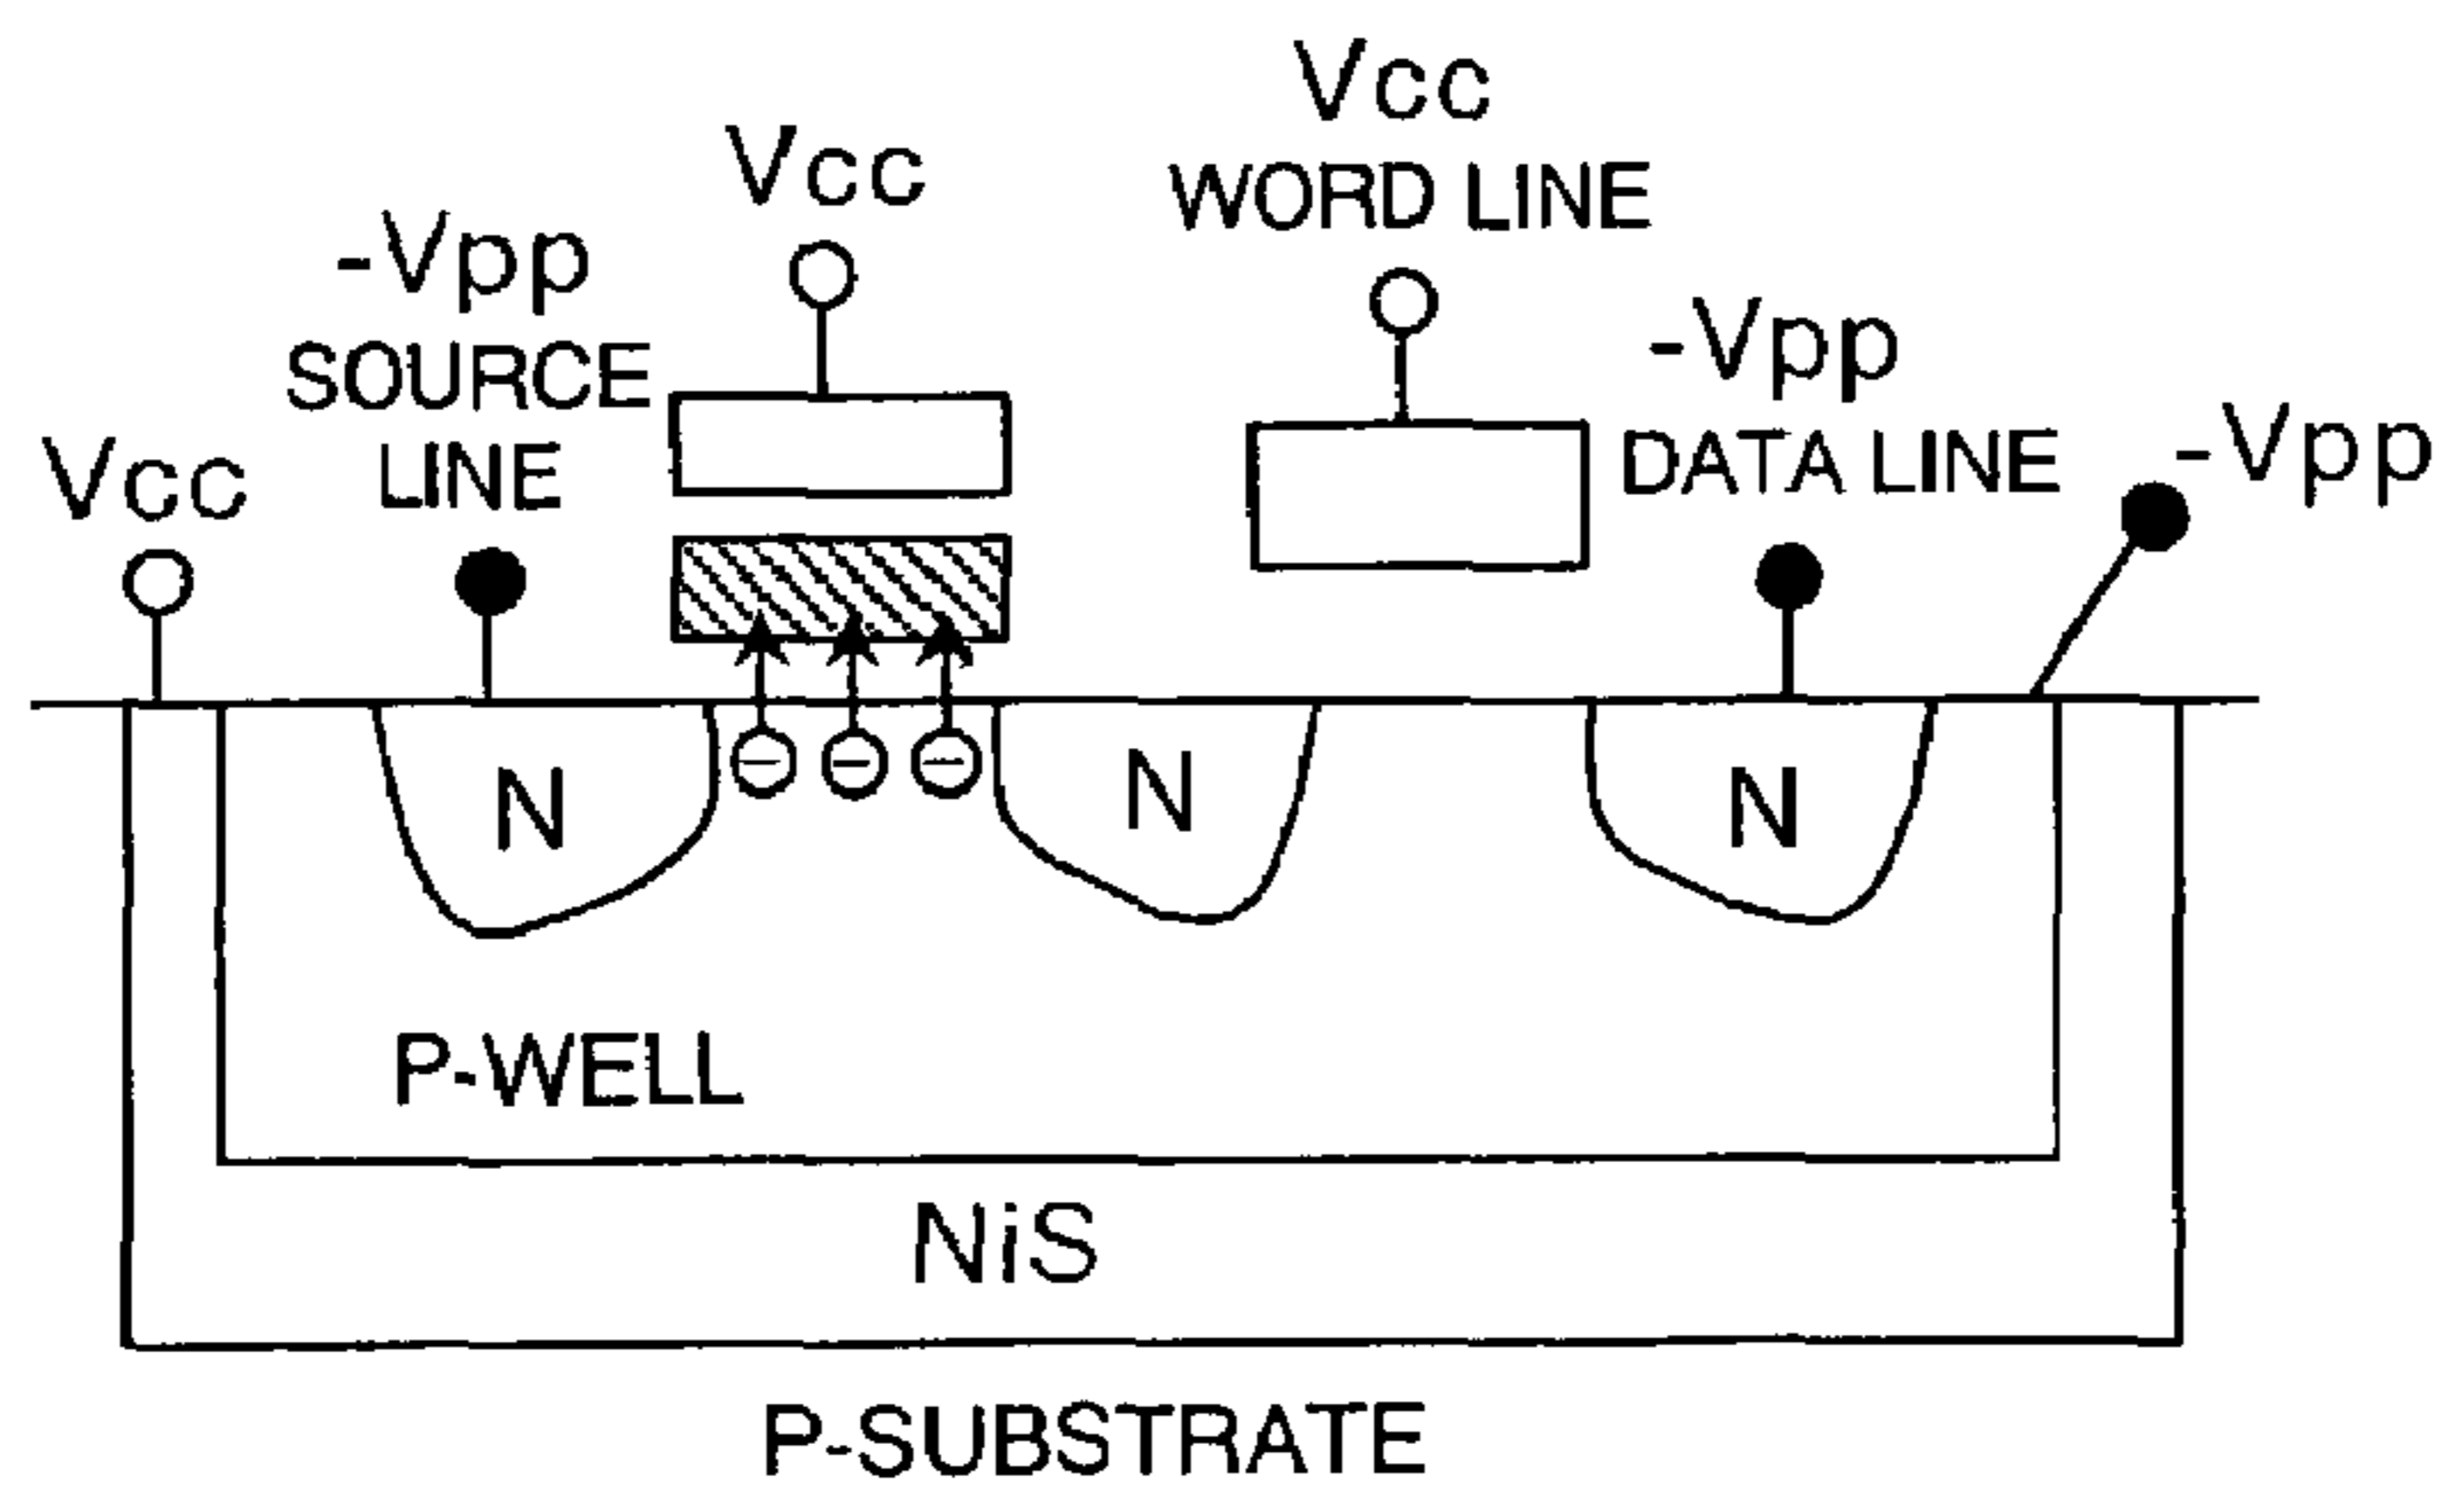 Vcc
WORD LINE
Vcc
-Vpp
SOURCE
LINE
-Vpp
DATA LINE
-Vpp
Vcc
N
N
N
P-WELL
NiS
P-SUBSTRATE